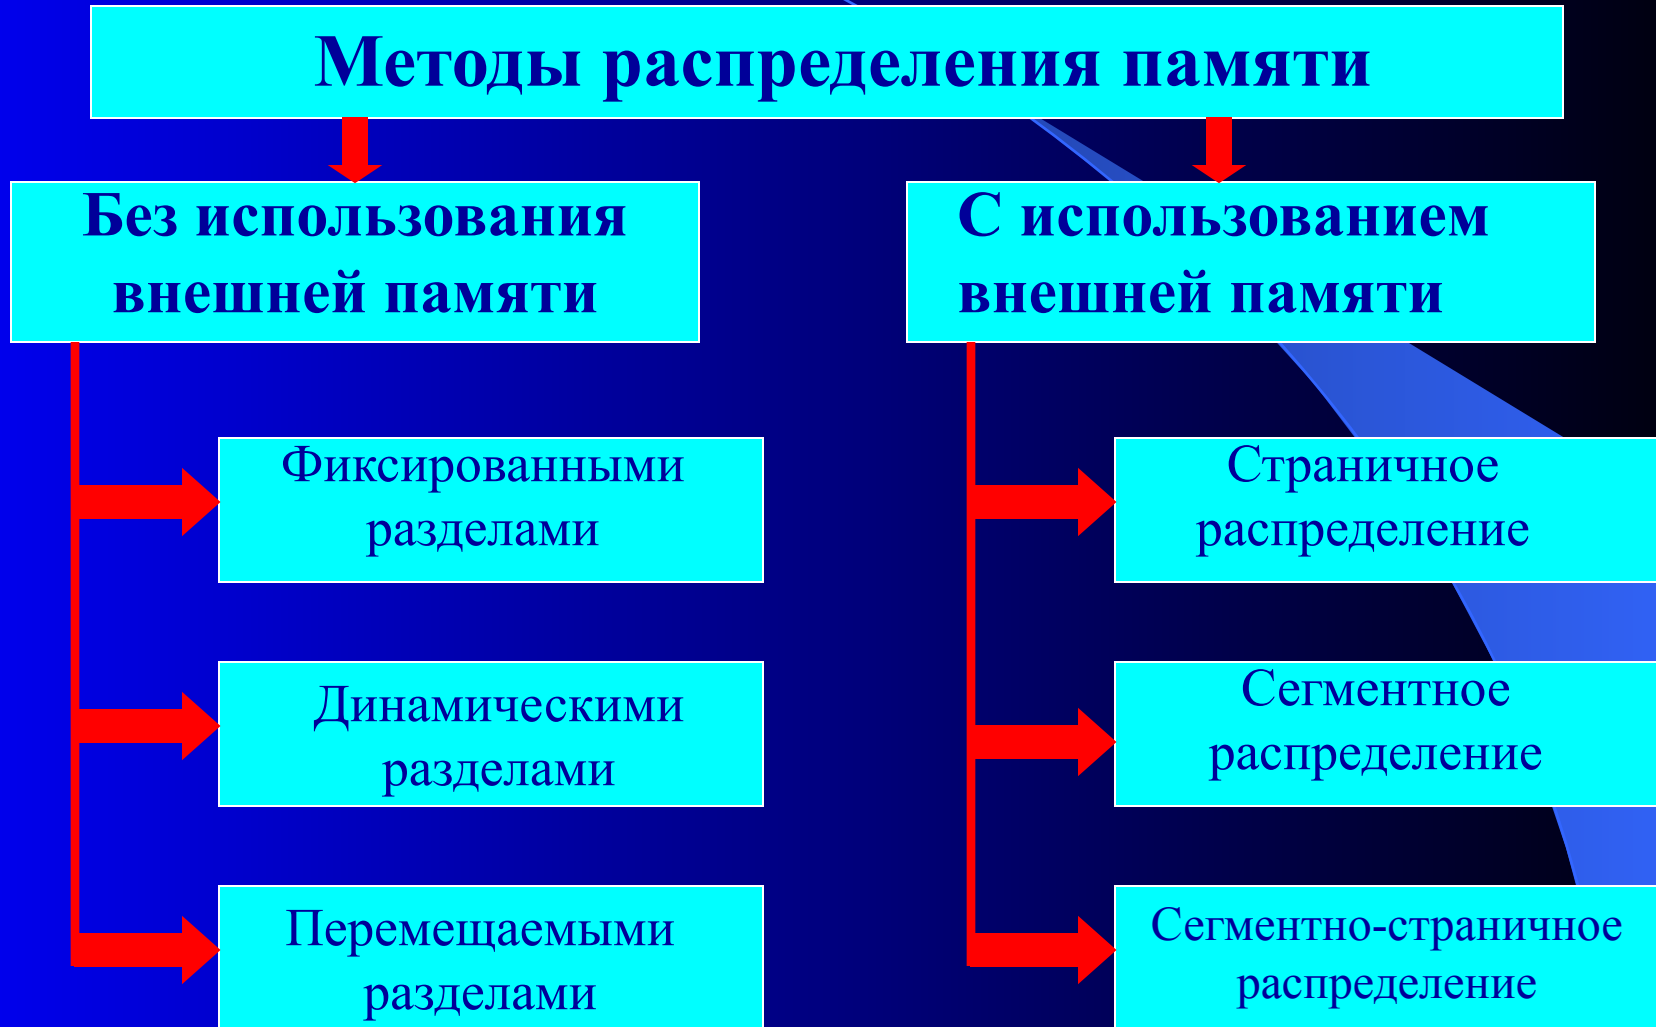 Методы распределения памяти
Без использования
внешней памяти
С использованием
внешней памяти
Фиксированными
разделами
Динамическими
разделами
Перемещаемыми
разделами
Страничное
распределение
Сегментное
распределение
Сегментно-страничное
распределение